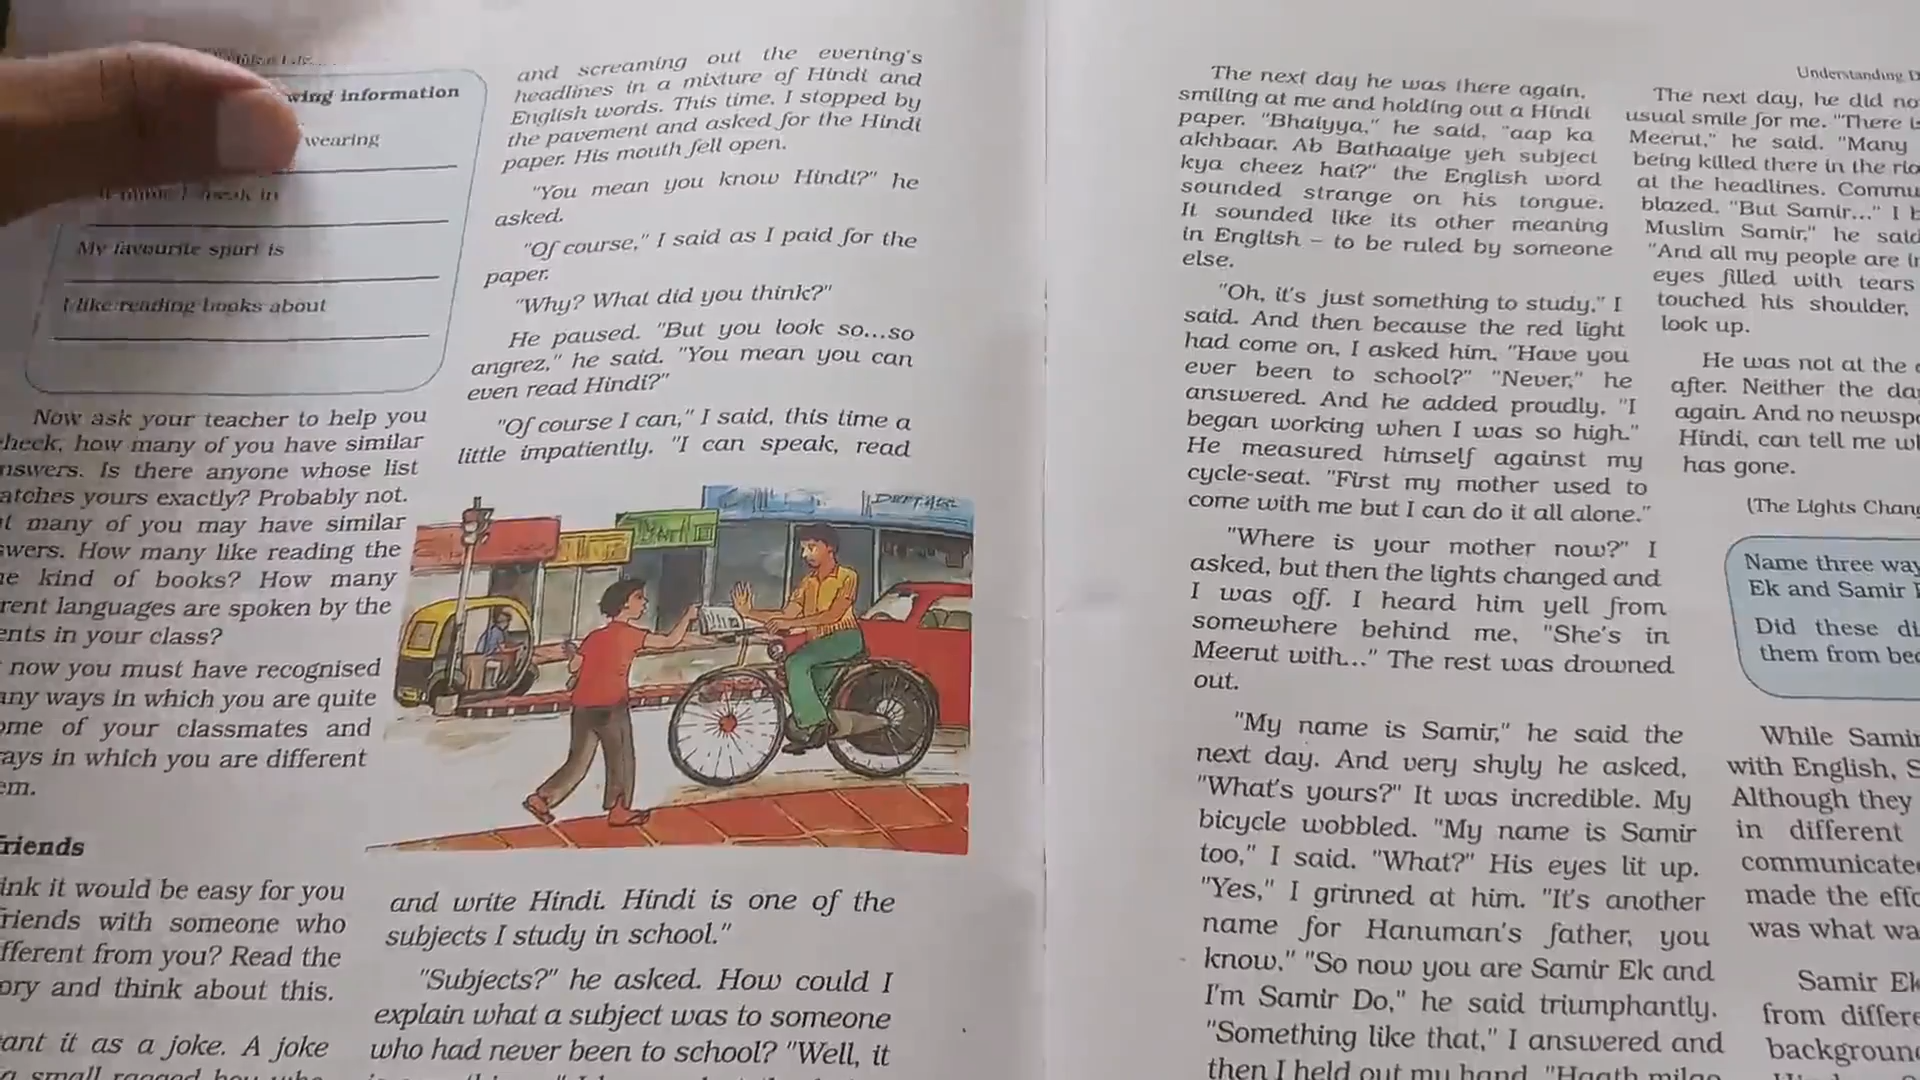 wing information
wearing
My favourite sport is
I like reading books about
Now ask your teacher to help you
check, how many of you have similar
answers. Is there anyone whose list
matches yours exactly? Probably not.
many of you may have similar
How many like reading the
kind of books? How many
languages are spoken by the
in your class?
now you must have recognised
ways in which you are quite
of your classmates and
in which you are different
riends
it would be easy for you
with someone who
from you? Read the
and think about this.
it as a joke. A joke
and screaming out the evening's
headlines in a mixture of Hindi and
English words. This time, I stopped by
the pavement and asked for the Hindi
paper. His mouth fell open.
"You mean you know Hindi?" he
asked.
"Of course," I said as I paid for the
paper.
"Why? What did you think?"
He paused. "But you look so...so
angrez," he said. "You mean you can
even read Hindi?"
"Of course I can," I said, this time a
little impatiently. "I can speak, read
and write Hindi. Hindi is one of the
subjects I study in school."
"Subjects?" he asked. How could I
explain what a subject was to someone
who had never been to school? "Well, it
The next day he was there again,
smiling at me and holding out a Hindi
paper. "Bhaiyya," he said, "aap ka
akhbaar. Ab Bathaaiye yeh subject
kya cheez hai?" the English word
sounded strange on his tongue.
It sounded like its other meaning
in English – to be ruled by someone
else.
"Oh, it's just something to study," I
said. And then because the red light
had come on, I asked him, "Have you
ever been to school?" "Never," he
answered. And he added proudly, "I
began working when I was so high."
He measured himself against my
cycle-seat. "First my mother used to
come with me but I can do it all alone."
"Where is your mother now?" I
asked, but then the lights changed and
I was off. I heard him yell from
somewhere behind me, "She's in
Meerut with..." The rest was drowned
out.
"My name is Samir," he said the
next day. And very shyly he asked,
"What's yours?" It was incredible. My
bicycle wobbled. "My name is Samir
too," I said. "What?" His eyes lit up.
"Yes," I grinned at him. "It's another
name for Hanuman's father, you
know." "So now you are Samir Ek and
I'm Samir Do," he said triumphantly.
"Something like that," I answered and
then I held out my hand. "Haath milao
Understanding D
The next day, he did no
usual smile for me. "There is
Meerut," he said. "Many
being killed there in the rio
at the headlines. Commu
blazed. "But Samir..." I b
Muslim Samir," he said
"And all my people are in
eyes filled with tears
touched his shoulder,
look up.
He was not at the
after. Neither the da
again. And no newspa
Hindi, can tell me wh
has gone.
(The Lights Chang
Name three way
Ek and Samir
Did these di
them from bec
While Samir
with English, S
Although they
in different
communicate
made the effo
was what wa
Samir Ek
from differe
background